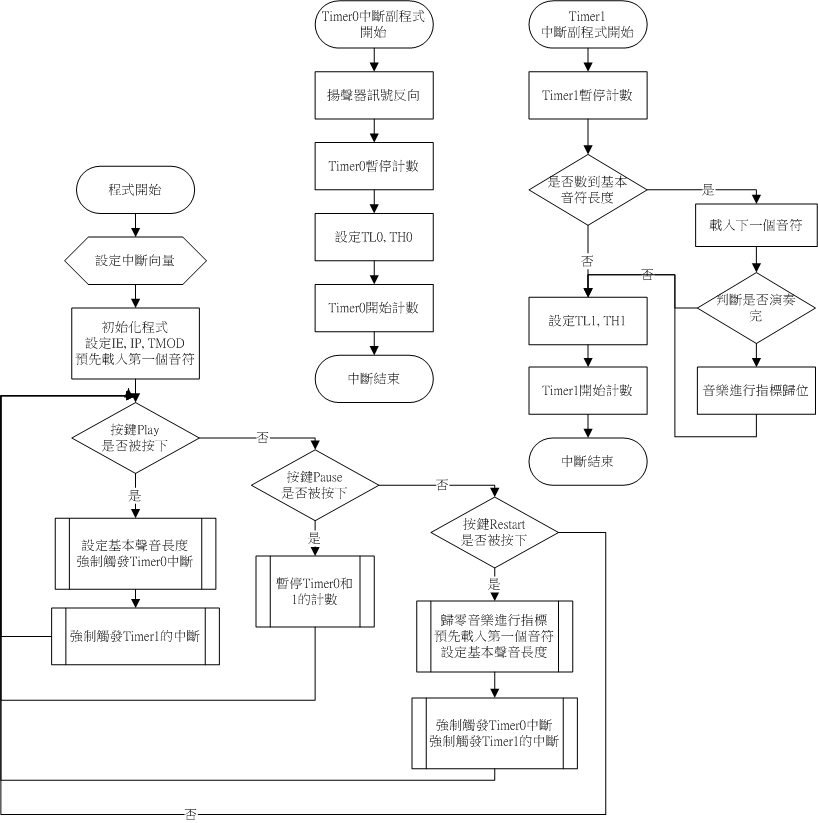 Timer0中斷副程式
開始
揚聲器訊號反向
Timer0暫停計數
設定TL0, TH0
Timer0開始計數
中斷結束
Timer1
中斷副程式開始
Timer1暫停計數
是否數到基本
音符長度
是
否
載入下一個音符
判斷是否演奏
完
否
音樂進行指標歸位
設定TL1, TH1
Timer1開始計數
中斷結束
程式開始
設定中斷向量
初始化程式
設定IE, IP, TMOD
預先載入第一個音符
按鍵Play
是否被按下
否
是
設定基本聲音長度
強制觸發Timer0中斷
強制觸發Timer1的中斷
按鍵Pause
是否被按下
否
是
暫停Timer0和
1的計數
按鍵Restart
是否被按下
是
歸零音樂進行指標
預先載入第一個音符
設定基本聲音長度
強制觸發Timer0中斷
強制觸發Timer1的中斷
否